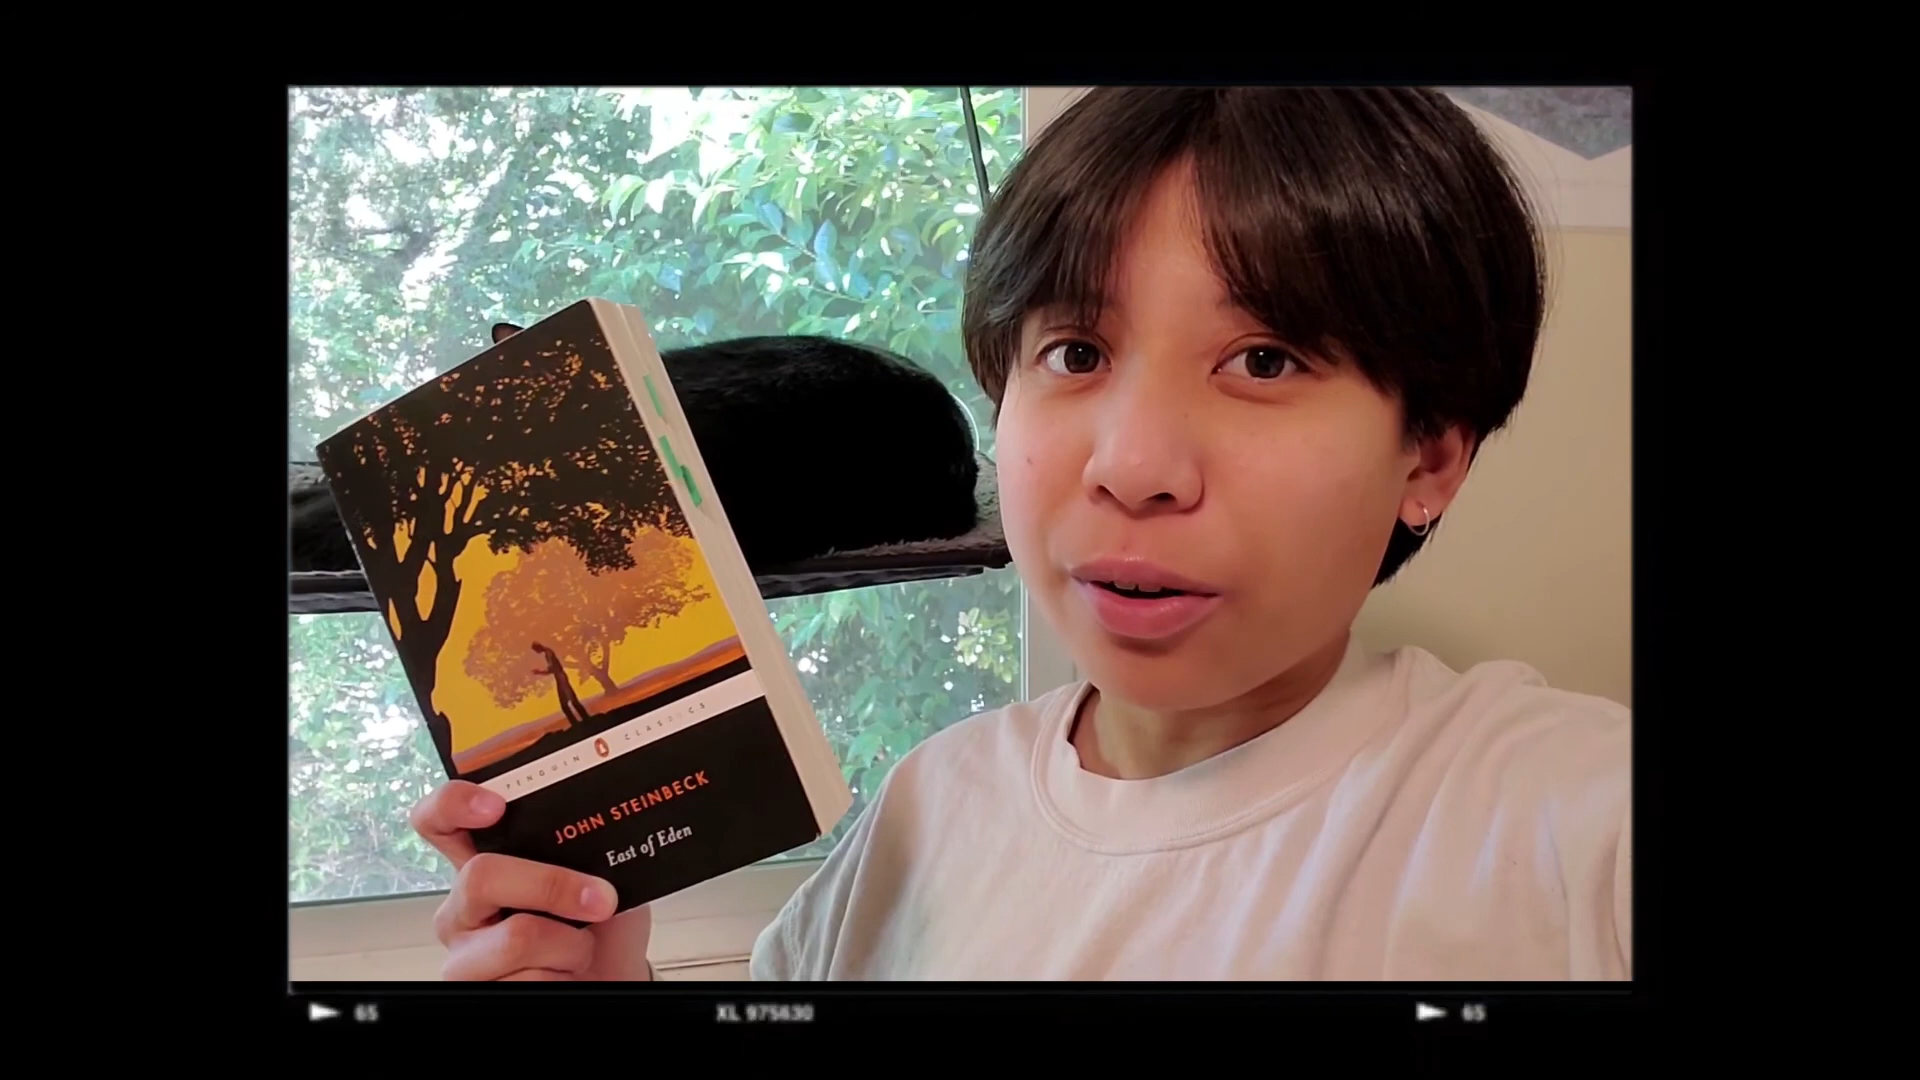 PENGUIN CLASSICS
JOHN STEINBECK
East of Eden
65 XL 975630 65